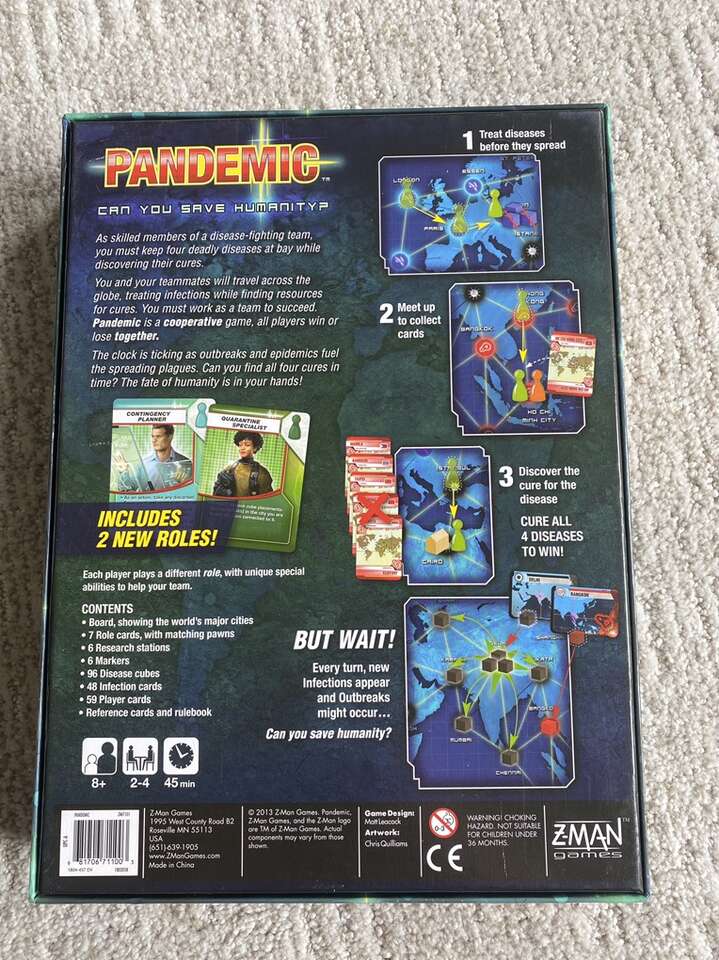 PANDEMIC™
CAN YOU SAVE HUMANITY?
As skilled members of a disease-fighting team,
you must keep four deadly diseases at bay while
discovering their cures.
You and your teammates will travel across the
globe, treating infections while finding resources
for cures. You must work as a team to succeed.
Pandemic is a cooperative game, all players win or
lose together.
The clock is ticking as outbreaks and epidemics fuel
the spreading plagues. Can you find all four cures in
time? The fate of humanity is in your hands!
CONTINGENCY
PLANNER
QUARANTINE
SPECIALIST
INCLUDES
2 NEW ROLES!
Each player plays a different role, with unique special
abilities to help your team.
CONTENTS
• Board, showing the world's major cities
• 7 Role cards, with matching pawns
• 6 Research stations
• 6 Markers
• 96 Disease cubes
• 48 Infection cards
• 59 Player cards
• Reference cards and rulebook
8+
2-4
45 min
1 Treat diseases
before they spread
LONDON
ESSEN
PARIS
2 Meet up
to collect
cards
HONG
KONG
BANGKOK
HO CHI
MINH CITY
3 Discover the
cure for the
disease
CURE ALL
4 DISEASES
TO WIN!
ISTANBUL
CAIRO
BUT WAIT!
Every turn, new
Infections appear
and Outbreaks
might occur...
Can you save humanity?
DELHI
BANGKOK
MUMBAI
CHENNAI
PANDEMIC
ZM7101
Z-Man Games
1995 West County Road B2
Roseville MN 55113
USA
(651)-639-1905
www.ZManGames.com
Made in China
© 2013 Z-Man Games. Pandemic,
Z-Man Games, and the Z-Man logo
are TM of Z-Man Games. Actual
components may vary from those
shown.
Game Design:
Matt Leacock
Artwork:
Chris Quilliams
0-3
CE
WARNING! CHOKING
HAZARD. NOT SUITABLE
FOR CHILDREN UNDER
36 MONTHS.
Z-MAN™
games